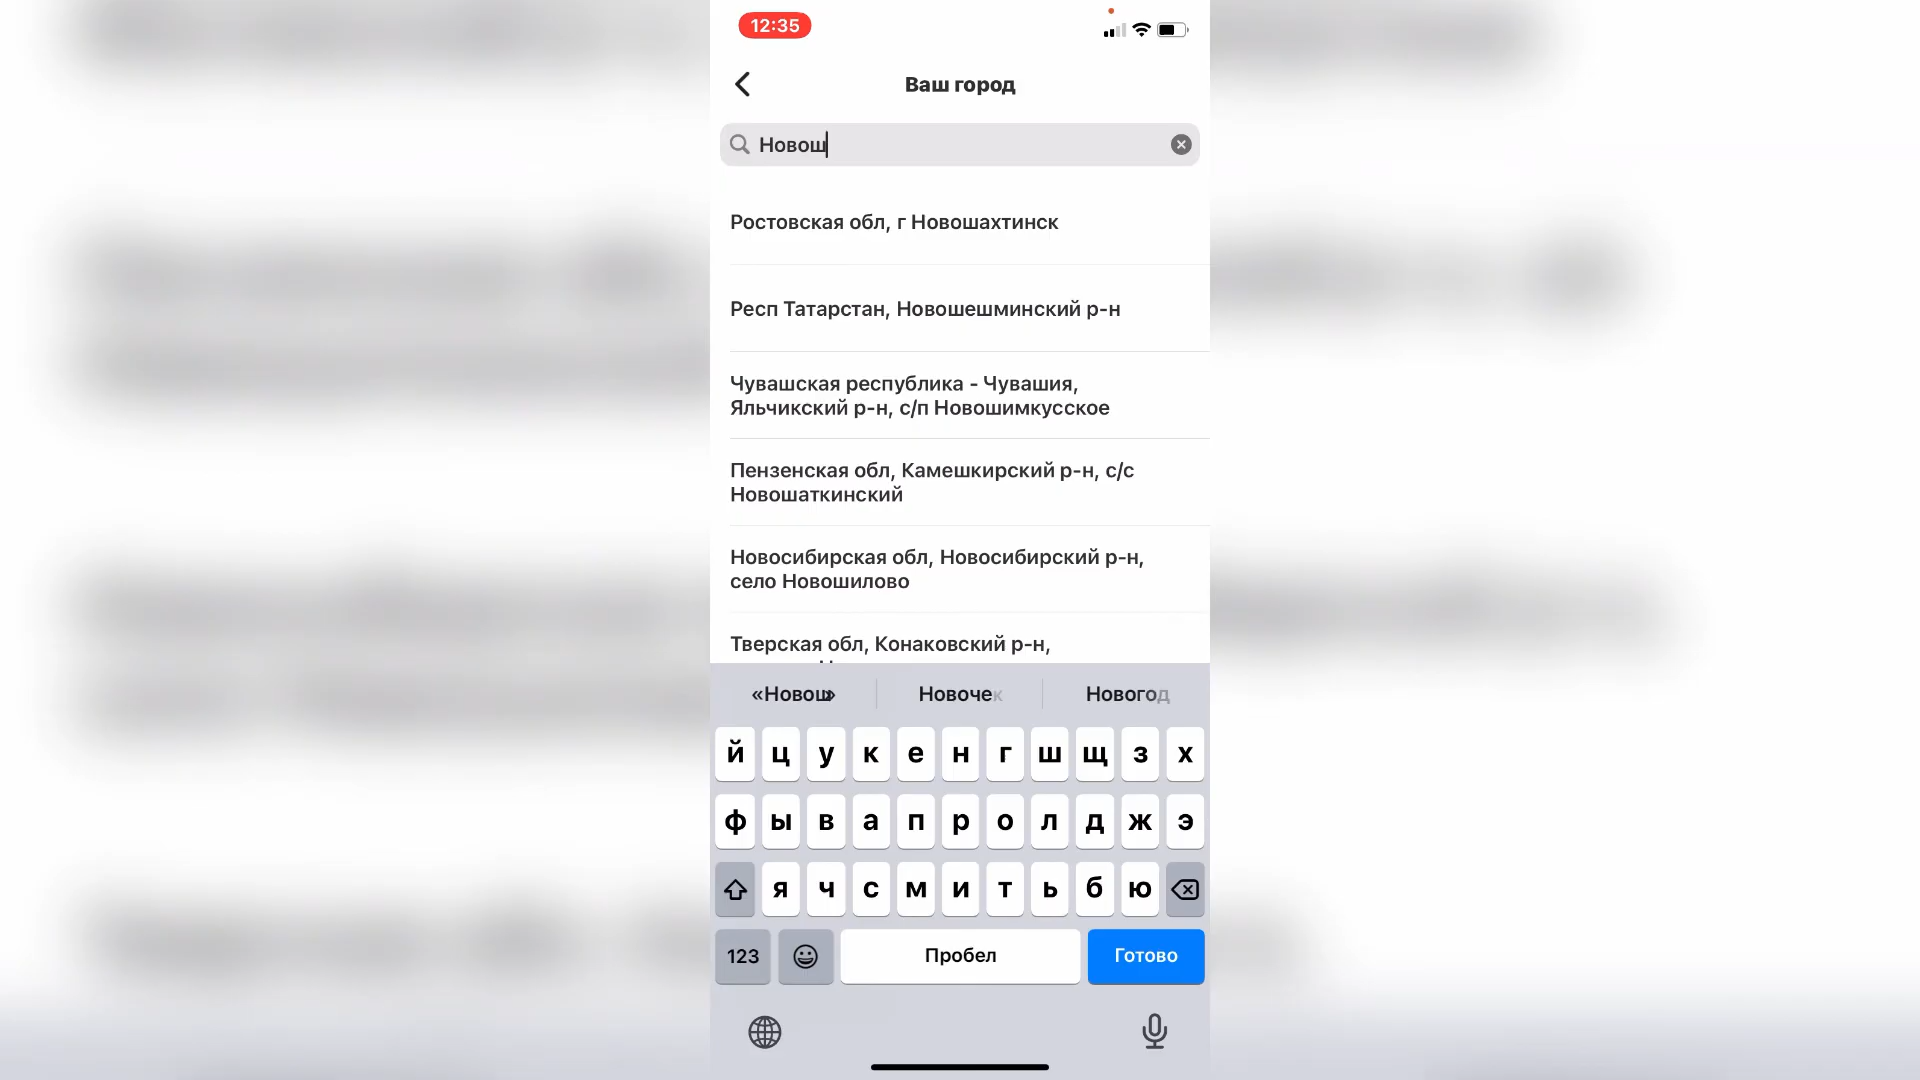 12:35
Ваш город
Новош
Ростовская обл, г Новошахтинск
Респ Татарстан, Новошешминский р-н
Чувашская республика - Чувашия,
Яльчикский р-н, с/п Новошимкусское
Пензенская обл, Камешкирский р-н, с/с
Новошаткинский
Новосибирская обл, Новосибирский р-н,
село Новошилово
Тверская обл, Конаковский р-н,
«Новош» Новочек Новогод
й ц у к е н г ш щ з х
ф ы в а п р о л д ж э
я ч с м и т ь б ю
123 Пробел Готово